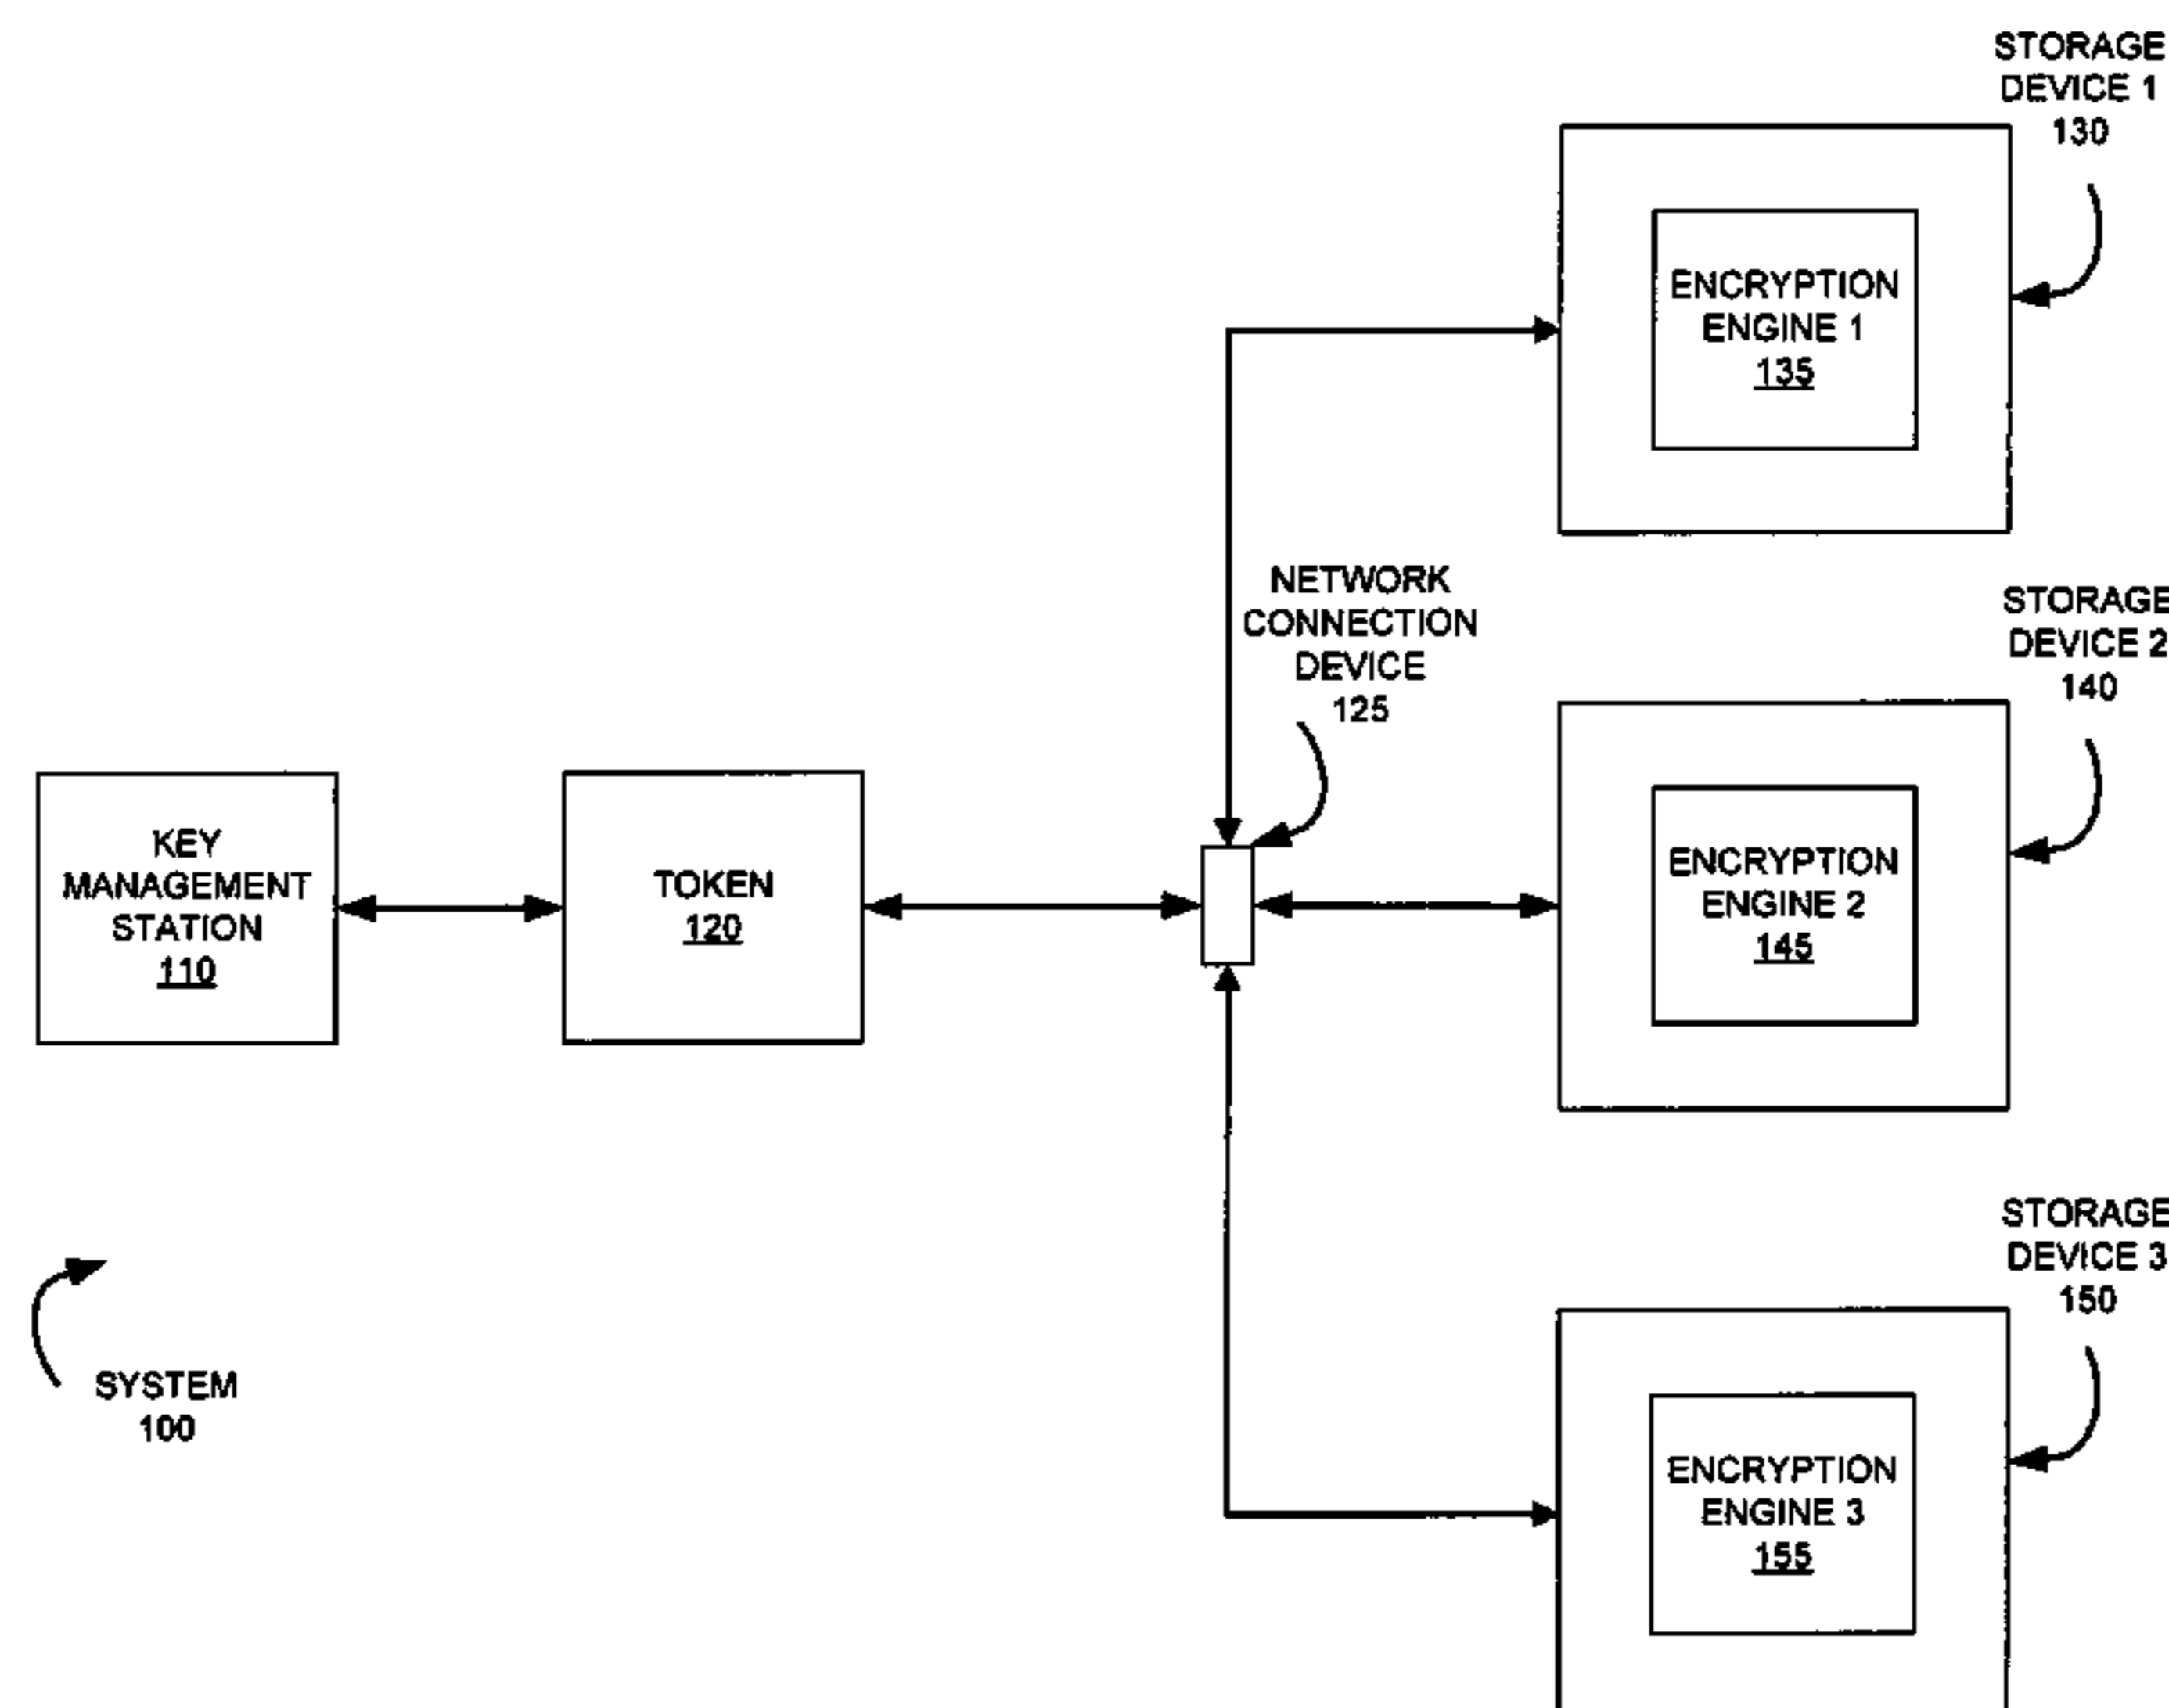 STORAGE
DEVICE 1
130
ENCRYPTION
ENGINE 1
135
NETWORK
CONNECTION
DEVICE
125
STORAGE
DEVICE 2
140
KEY
MANAGEMENT
STATION
110
TOKEN
120
ENCRYPTION
ENGINE 2
145
STORAGE
DEVICE 3
150
SYSTEM
100
ENCRYPTION
ENGINE 3
155